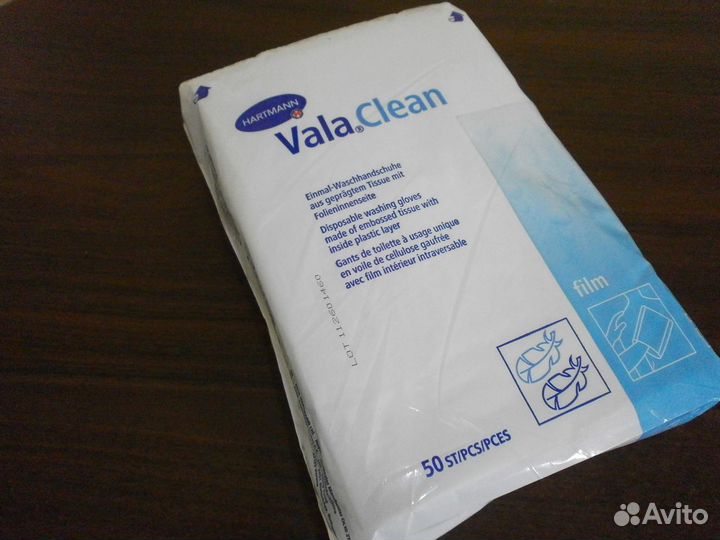 HARTMANN
Vala®Clean
Einmal-Waschhandschuhe
aus geprägtem Tissue mit
Folieninnenseite
Disposable washing gloves
made of embossed tissue with
inside plastic layer
Gants de toilette à usage unique
en voile de cellulose gaufrée
avec film intérieur intraversable
LOT 112601460
film
50 ST/PCS/PCES
Avito